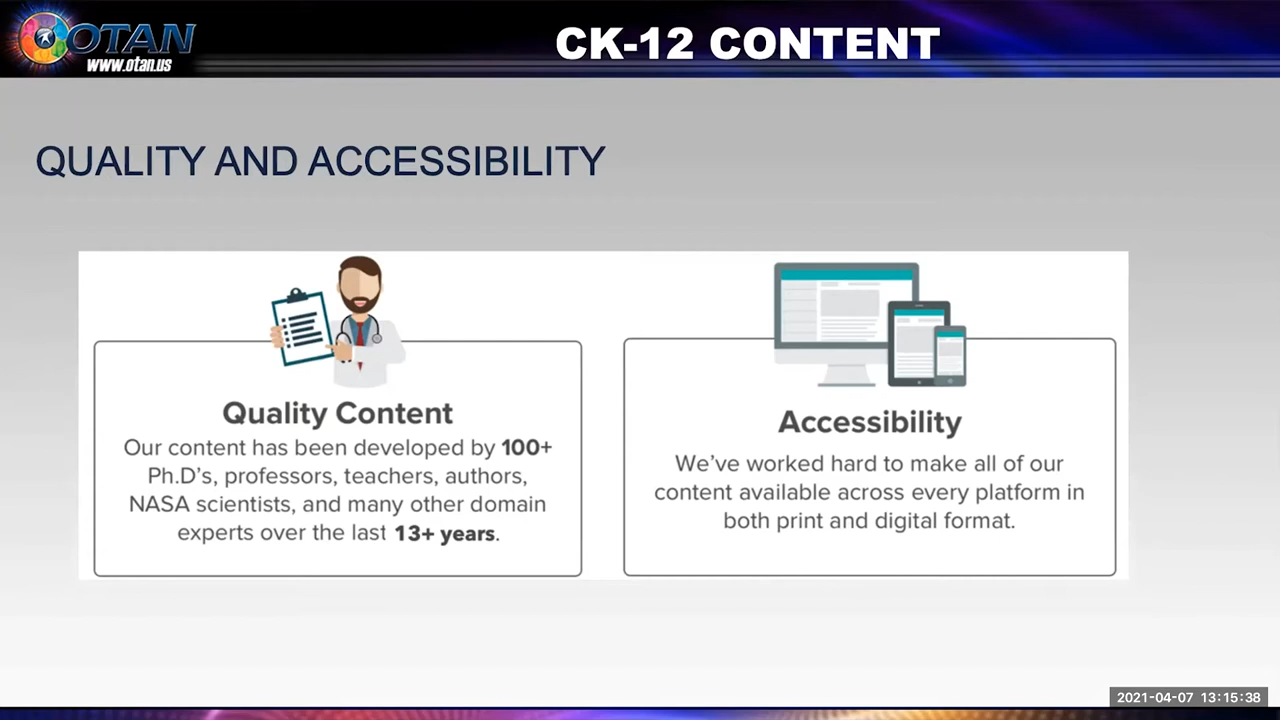 OTAN
www.otan.us
CK-12 CONTENT
QUALITY AND ACCESSIBILITY
Quality Content
Our content has been developed by 100+
Ph.D's, professors, teachers, authors,
NASA scientists, and many other domain
experts over the last 13+ years.
Accessibility
We've worked hard to make all of our
content available across every platform in
both print and digital format.
2021-04-07 13:15:38